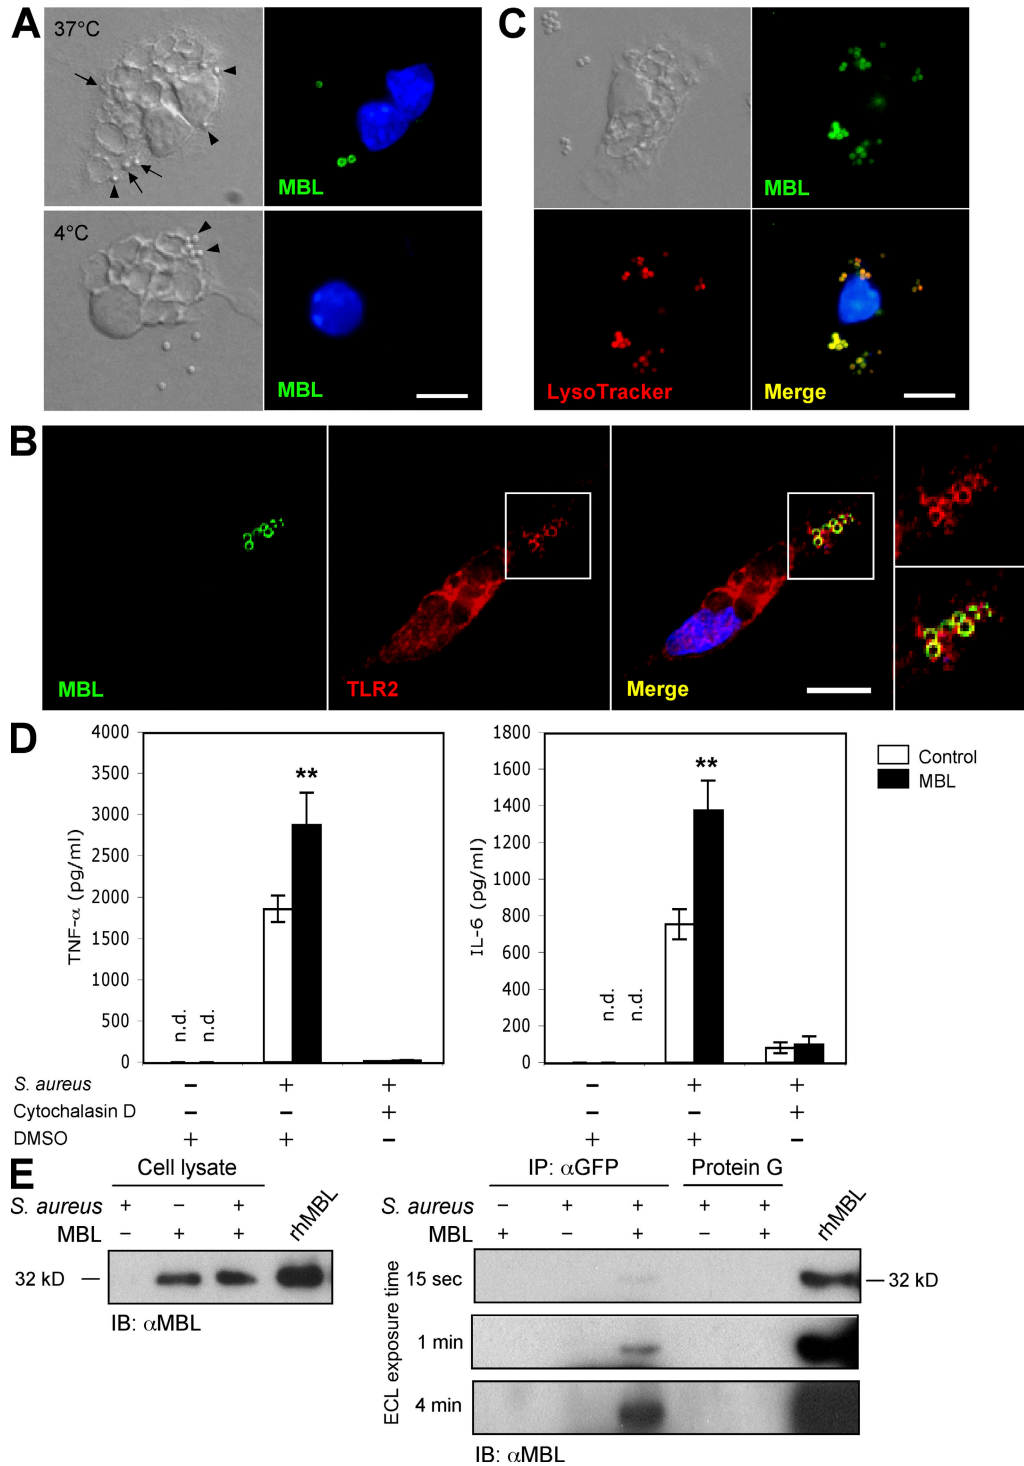 A
37°C
MBL
4°C
MBL
C
MBL
LysoTracker
Merge
B
MBL
TLR2
Merge
D
TNF-α (pg/ml)
4000
3500
3000
2500
2000
1500
1000
500
0
n.d.
n.d.
**
IL-6 (pg/ml)
1800
1600
1400
1200
1000
800
600
400
200
0
n.d.
n.d.
**
Control
MBL
S. aureus − + + − + +
Cytochalasin D − − + − − +
DMSO + + − + + −
E
Cell lysate
S. aureus + − +
MBL − + +
rhMBL
32 kD
IB: αMBL
IP: αGFP
Protein G
S. aureus − + + + +
MBL + − + − +
rhMBL
ECL exposure time
15 sec
32 kD
1 min
4 min
IB: αMBL